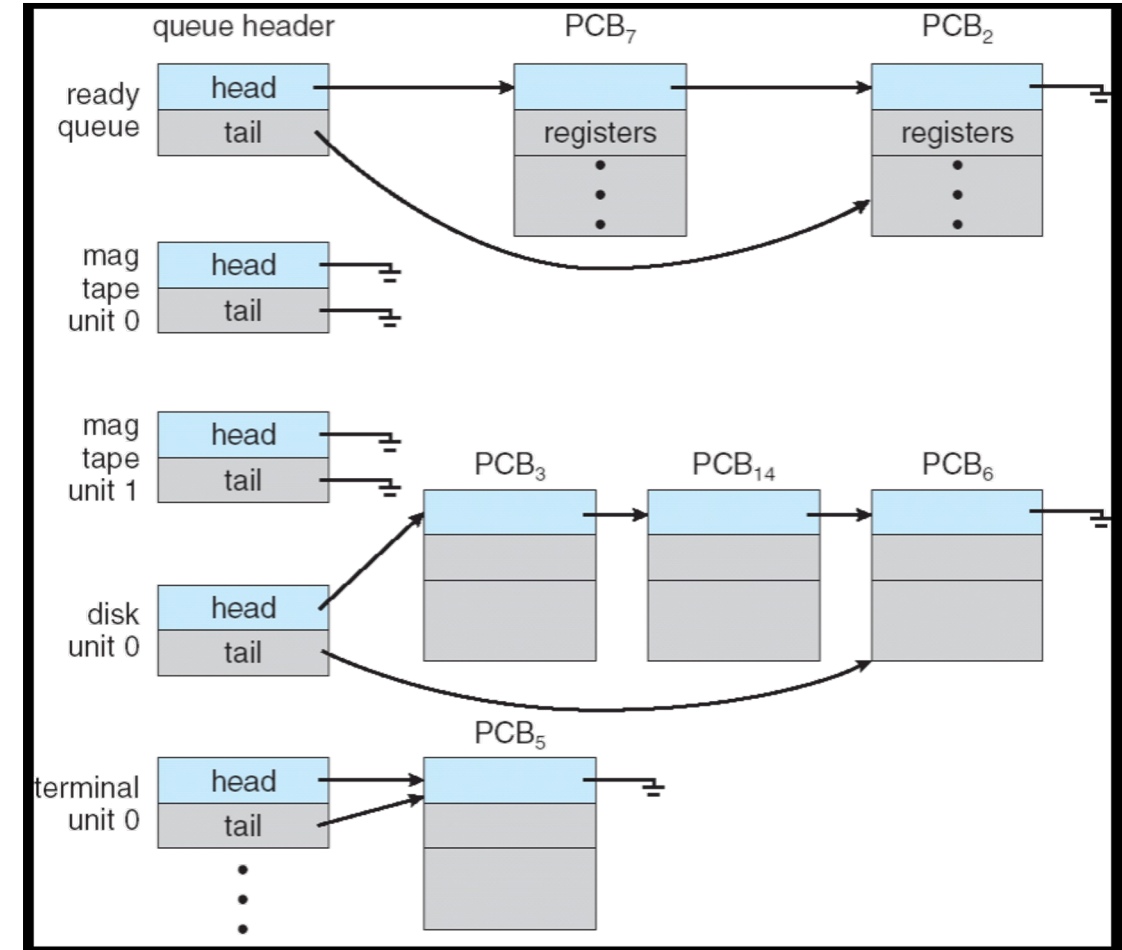 queue header
PCB7
PCB2
ready
queue
head
tail
registers
registers
mag
tape
unit 0
head
tail
mag
tape
unit 1
head
tail
PCB3
PCB14
PCB6
disk
unit 0
head
tail
PCB5
terminal
unit 0
head
tail